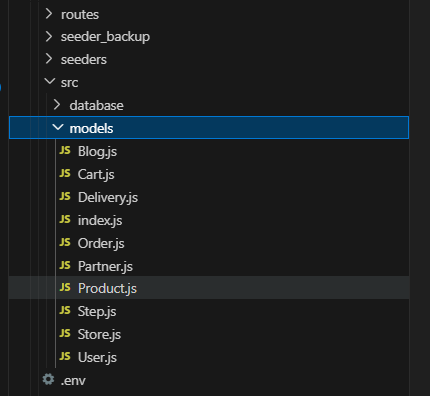 routes
seeder_backup
seeders
src
database
models
JS Blog.js
JS Cart.js
JS Delivery.js
JS index.js
JS Order.js
JS Partner.js
JS Product.js
JS Step.js
JS Store.js
JS User.js
.env